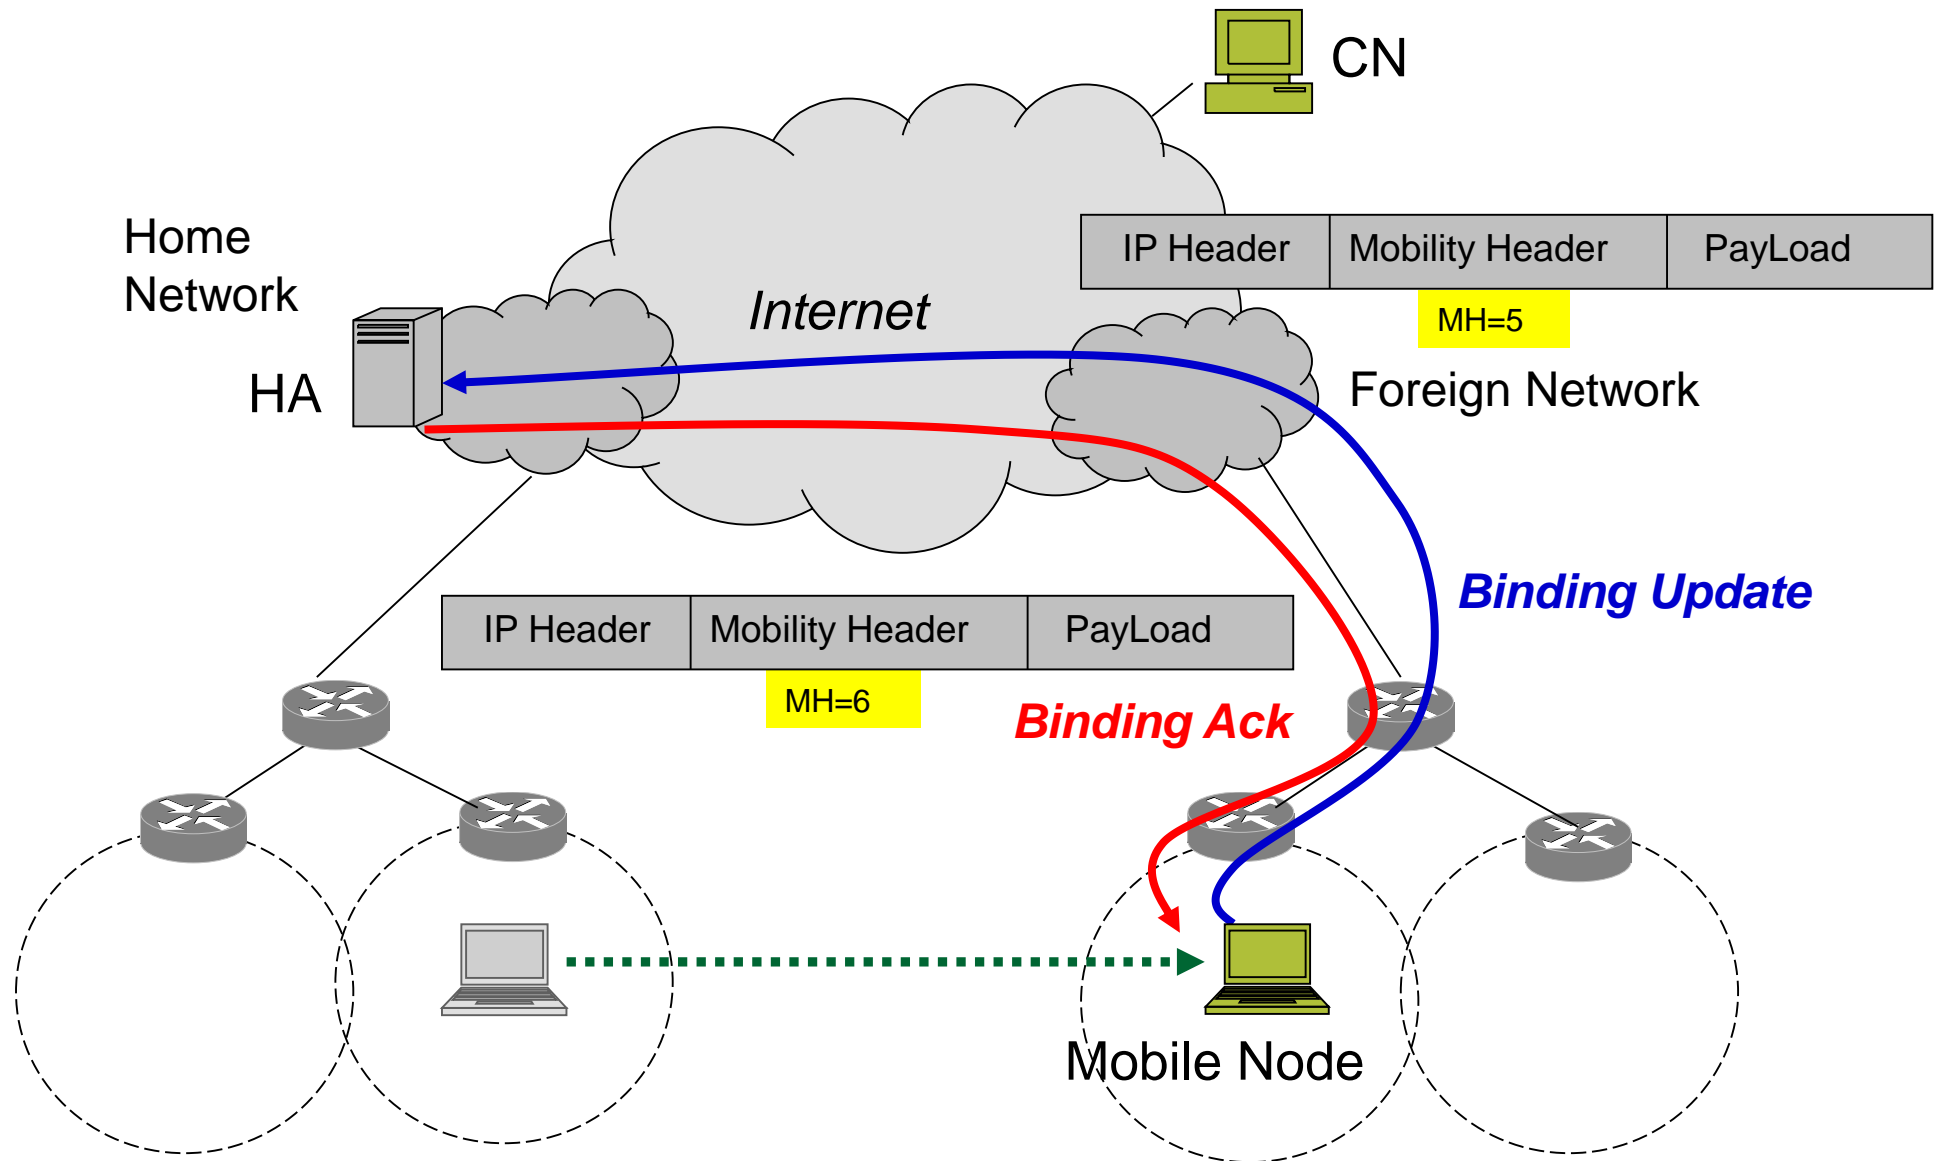 CN
Home
Network
IP Header Mobility Header PayLoad
MH=5
Internet
HA
Foreign Network
Binding Update
IP Header Mobility Header PayLoad
MH=6
Binding Ack
Mobile Node